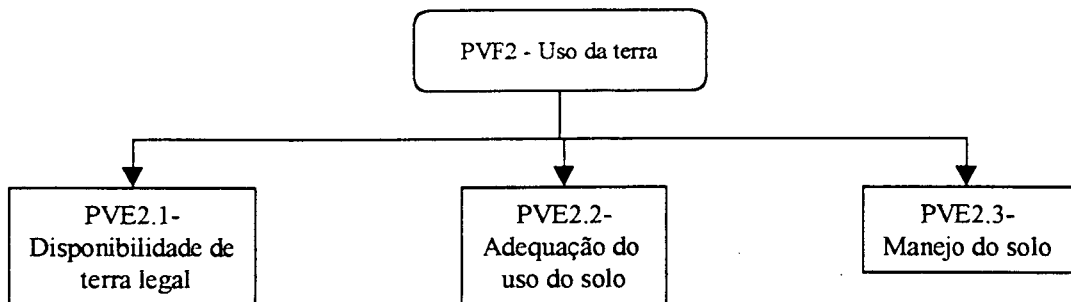 PVF2 - Uso da terra
PVE2.1-
Disponibilidade de
terra legal
PVE2.2-
Adequação do
uso do solo
PVE2.3-
Manejo do solo